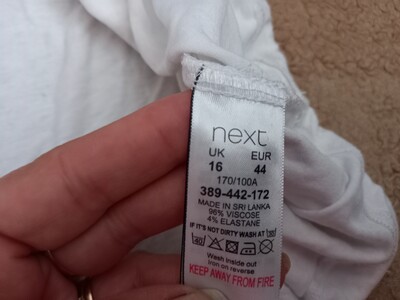 next
UK EUR
16 44
170/100A
389-442-172
MADE IN SRI LANKA
96% VISCOSE
4% ELASTANE
IF IT'S NOT DIRTY WASH AT 30°
40
Wash inside out
Iron on reverse
KEEP AWAY FROM FIRE